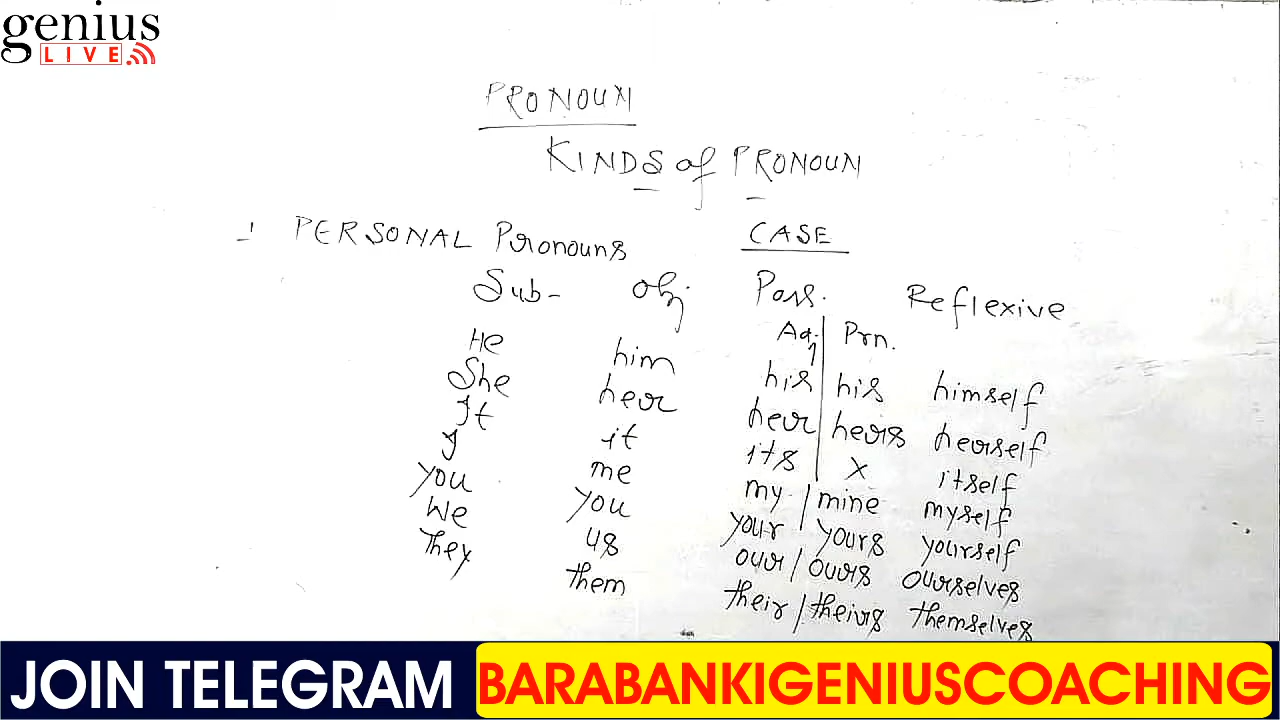 genius
LIVE
PRONOUN
KINDS of PRONOUN
1 PERSONAL Pronouns CASE
Sub- Obj Poss. Reflexive
Adj Prn.
He him his his himself
She her her hers herself
It it its x itself
I me my / mine myself
you you your yours yourself
We us our / ours ourselves
They them their / theirs themselves
JOIN TELEGRAM BARABANKIGENIUSCOACHING